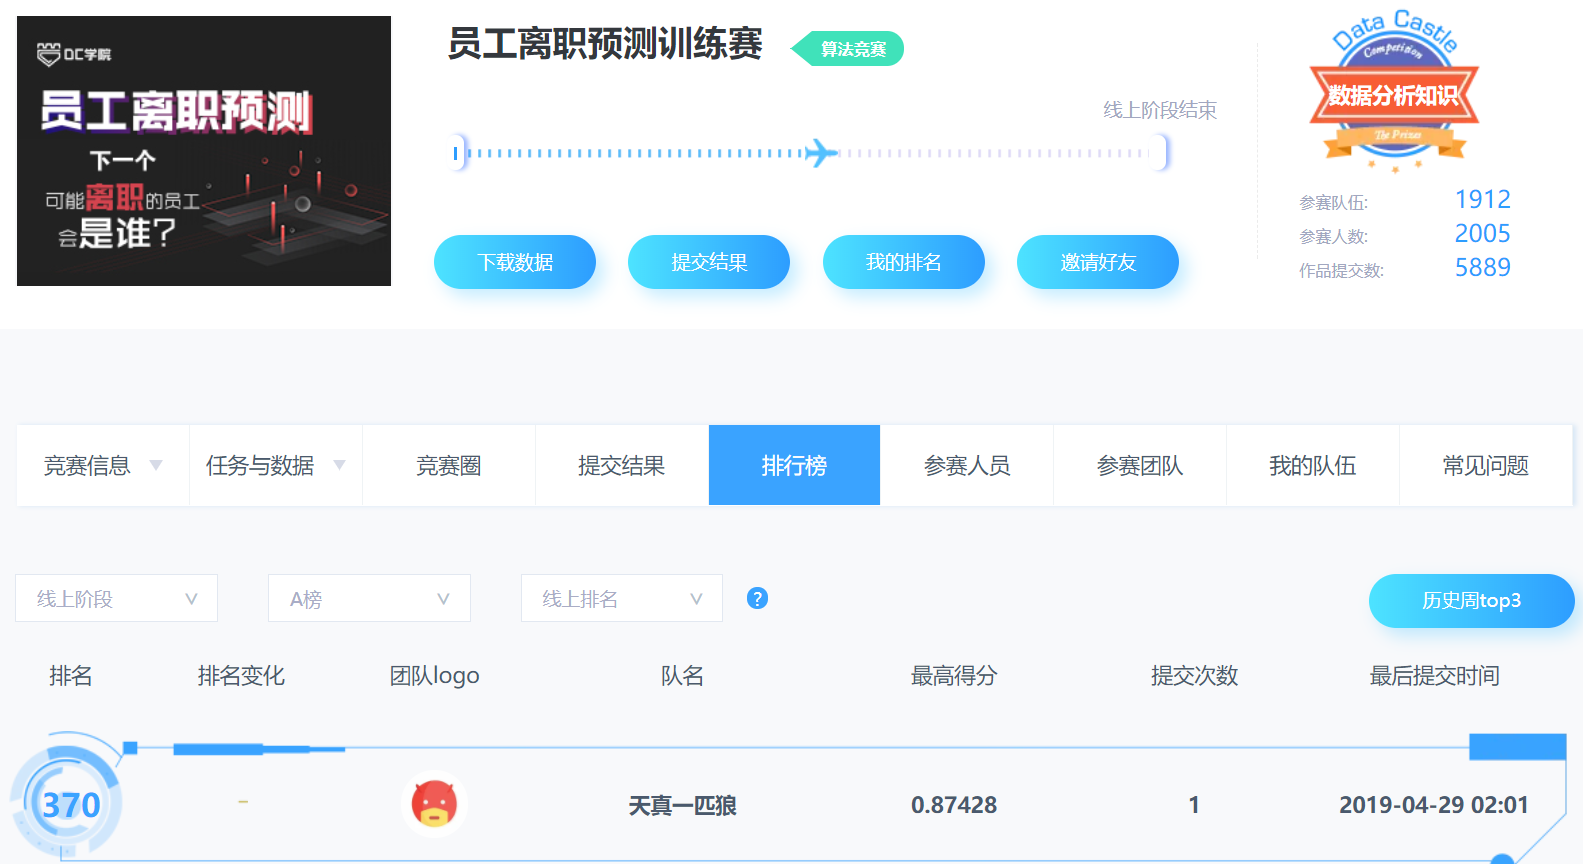 DC学院
员工离职预测
下一个
可能离职的员工
会是谁?
员工离职预测训练赛
算法竞赛
线上阶段结束
下载数据
提交结果
我的排名
邀请好友
Data Castle
Competition
数据分析知识
The Prizes
参赛队伍: 1912
参赛人数: 2005
作品提交数: 5889
竞赛信息 任务与数据 竞赛圈 提交结果 排行榜 参赛人员 参赛团队 我的队伍 常见问题
线上阶段 A榜 线上排名 ? 历史周top3
排名 排名变化 团队logo 队名 最高得分 提交次数 最后提交时间
370 - 天真一匹狼 0.87428 1 2019-04-29 02:01